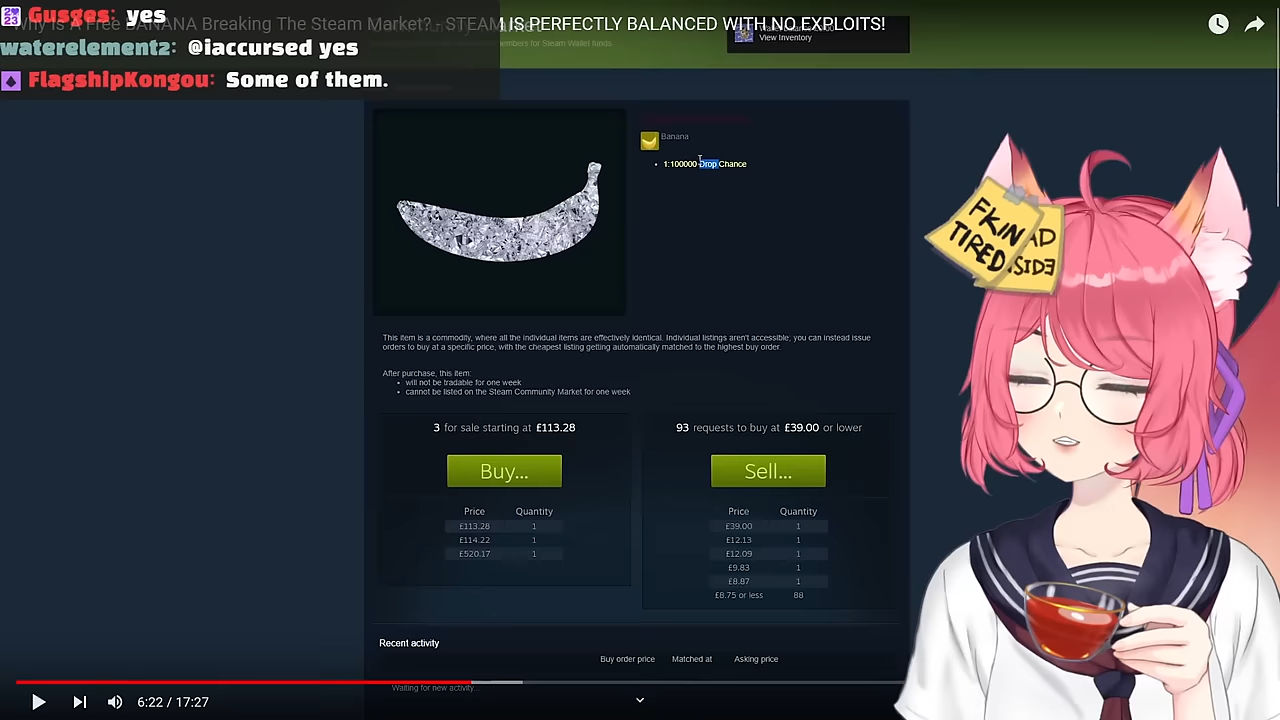 Why Is A Free BANANA Breaking The Steam Market? - STEAM IS PERFECTLY BALANCED WITH NO EXPLOITS!
Gusges: yes
waterelement2: @iaccursed yes
FlagshipKongou: Some of them.
members for Steam Wallet funds
View Inventory
Banana
1:100000 Drop Chance
FKIN
TIRED
AD
SIDE
This item is a commodity, where all the individual items are effectively identical. Individual listings aren't accessible; you can instead issue
orders to buy at a specific price, with the cheapest listing getting automatically matched to the highest buy order.
After purchase, this item:
will not be tradable for one week
cannot be listed on the Steam Community Market for one week
3 for sale starting at £113.28
93 requests to buy at £39.00 or lower
Buy...
Sell...
Price Quantity
£113.28 1
£114.22 1
£520.17 1
Price Quantity
£39.00 1
£12.13 1
£12.09 1
£9.83 1
£8.87 1
£8.75 or less 88
Recent activity
Buy order price Matched at Asking price
Waiting for new activity...
6:22 / 17:27